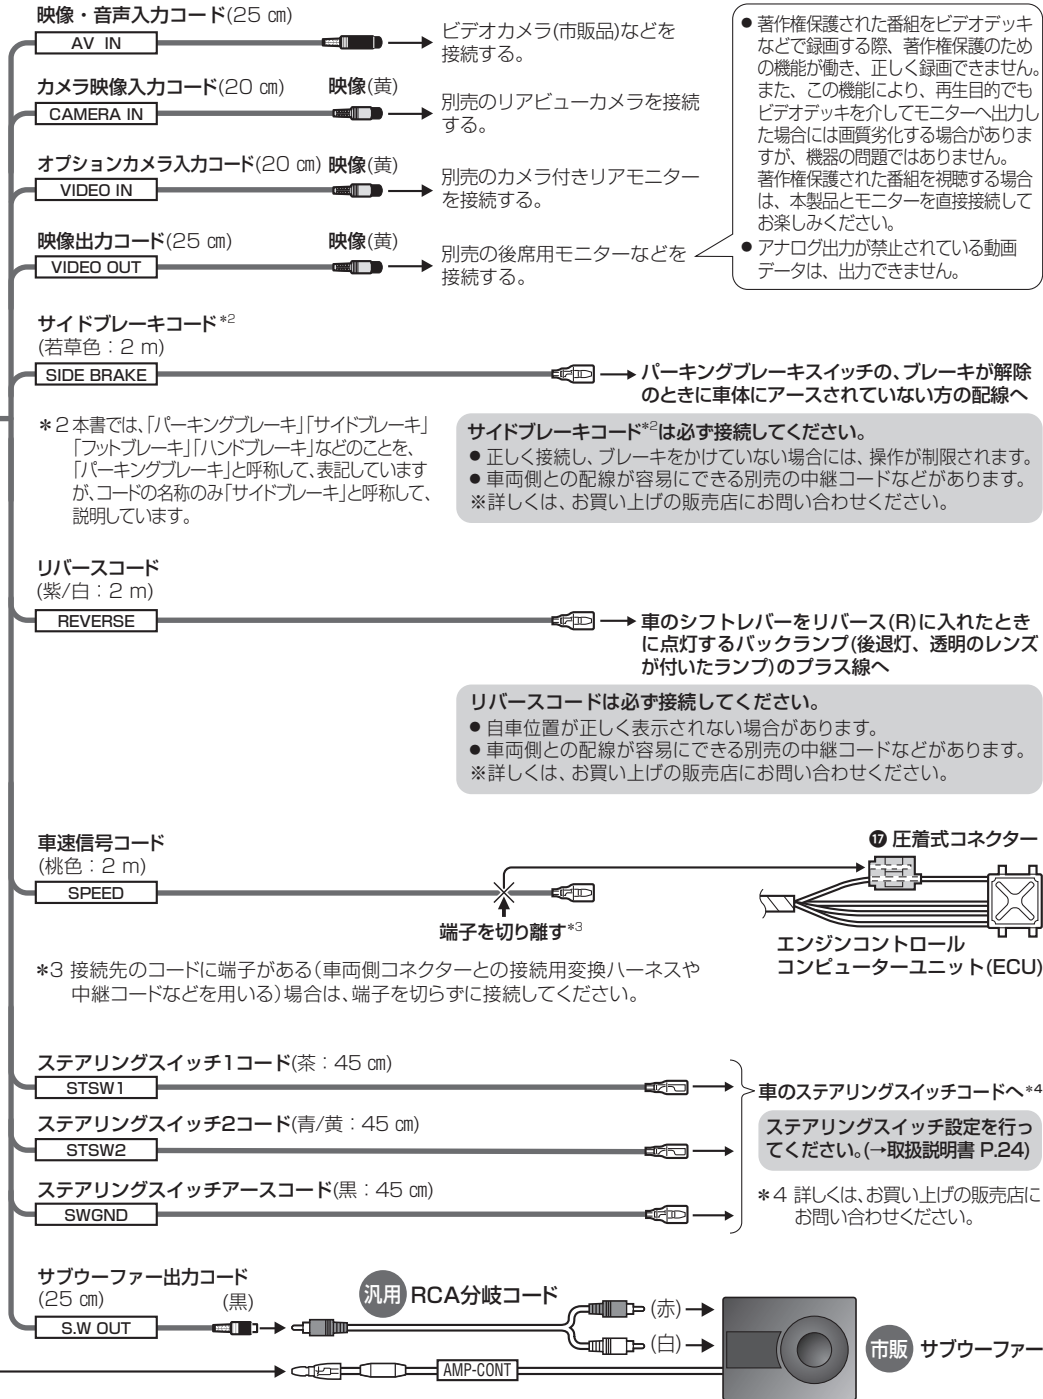 映像・音声入力コード(25 ㎝)
AV IN
ビデオカメラ(市販品)などを
接続する。
カメラ映像入力コード(20 ㎝) 映像(黄)
CAMERA IN
別売のリアビューカメラを接続
する。
オプションカメラ入力コード(20 ㎝) 映像(黄)
VIDEO IN
別売のカメラ付きリアモニター
を接続する。
映像出力コード(25 ㎝) 映像(黄)
VIDEO OUT
別売の後席用モニターなどを
接続する。
● 著作権保護された番組をビデオデッキ
などで録画する際、著作権保護のため
の機能が働き、正しく録画できません。
また、この機能により、再生目的でも
ビデオデッキを介してモニターへ出力し
た場合には画質劣化する場合がありま
すが、機器の問題ではありません。
著作権保護された番組を視聴する場合
は、本製品とモニターを直接接続して
お楽しみください。
● アナログ出力が禁止されている動画
データは、出力できません。
サイドブレーキコード*2
(若草色：2 m)
SIDE BRAKE
パーキングブレーキスイッチの、ブレーキが解除
のときに車体にアースされていない方の配線へ
*2 本書では、「パーキングブレーキ」「サイドブレーキ」
「フットブレーキ」「ハンドブレーキ」などのことを、
「パーキングブレーキ」と呼称して、表記しています
が、コードの名称のみ「サイドブレーキ」と呼称して、
説明しています。
サイドブレーキコード*2は必ず接続してください。
● 正しく接続し、ブレーキをかけていない場合には、操作が制限されます。
● 車両側との配線が容易にできる別売の中継コードなどがあります。
※詳しくは、お買い上げの販売店にお問い合わせください。
リバースコード
(紫/白：2 m)
REVERSE
車のシフトレバーをリバース(R)に入れたとき
に点灯するバックランプ(後退灯、透明のレンズ
が付いたランプ)のプラス線へ
リバースコードは必ず接続してください。
● 自車位置が正しく表示されない場合があります。
● 車両側との配線が容易にできる別売の中継コードなどがあります。
※詳しくは、お買い上げの販売店にお問い合わせください。
車速信号コード
(桃色：2 m)
SPEED
端子を切り離す*3
⓱ 圧着式コネクター
エンジンコントロール
コンピューターユニット(ECU)
*3 接続先のコードに端子がある(車両側コネクターとの接続用変換ハーネスや
中継コードなどを用いる)場合は、端子を切らずに接続してください。
ステアリングスイッチ1コード(茶：45 ㎝)
STSW1
ステアリングスイッチ2コード(青/黄：45 ㎝)
STSW2
ステアリングスイッチアースコード(黒：45 ㎝)
SWGND
車のステアリングスイッチコードへ*4
ステアリングスイッチ設定を行っ
てください。(→取扱説明書 P.24)
*4 詳しくは、お買い上げの販売店に
お問い合わせください。
サブウーファー出力コード
(25 ㎝) (黒)
S.W OUT
汎用 RCA分岐コード
(赤)
(白)
AMP-CONT
市販 サブウーファー